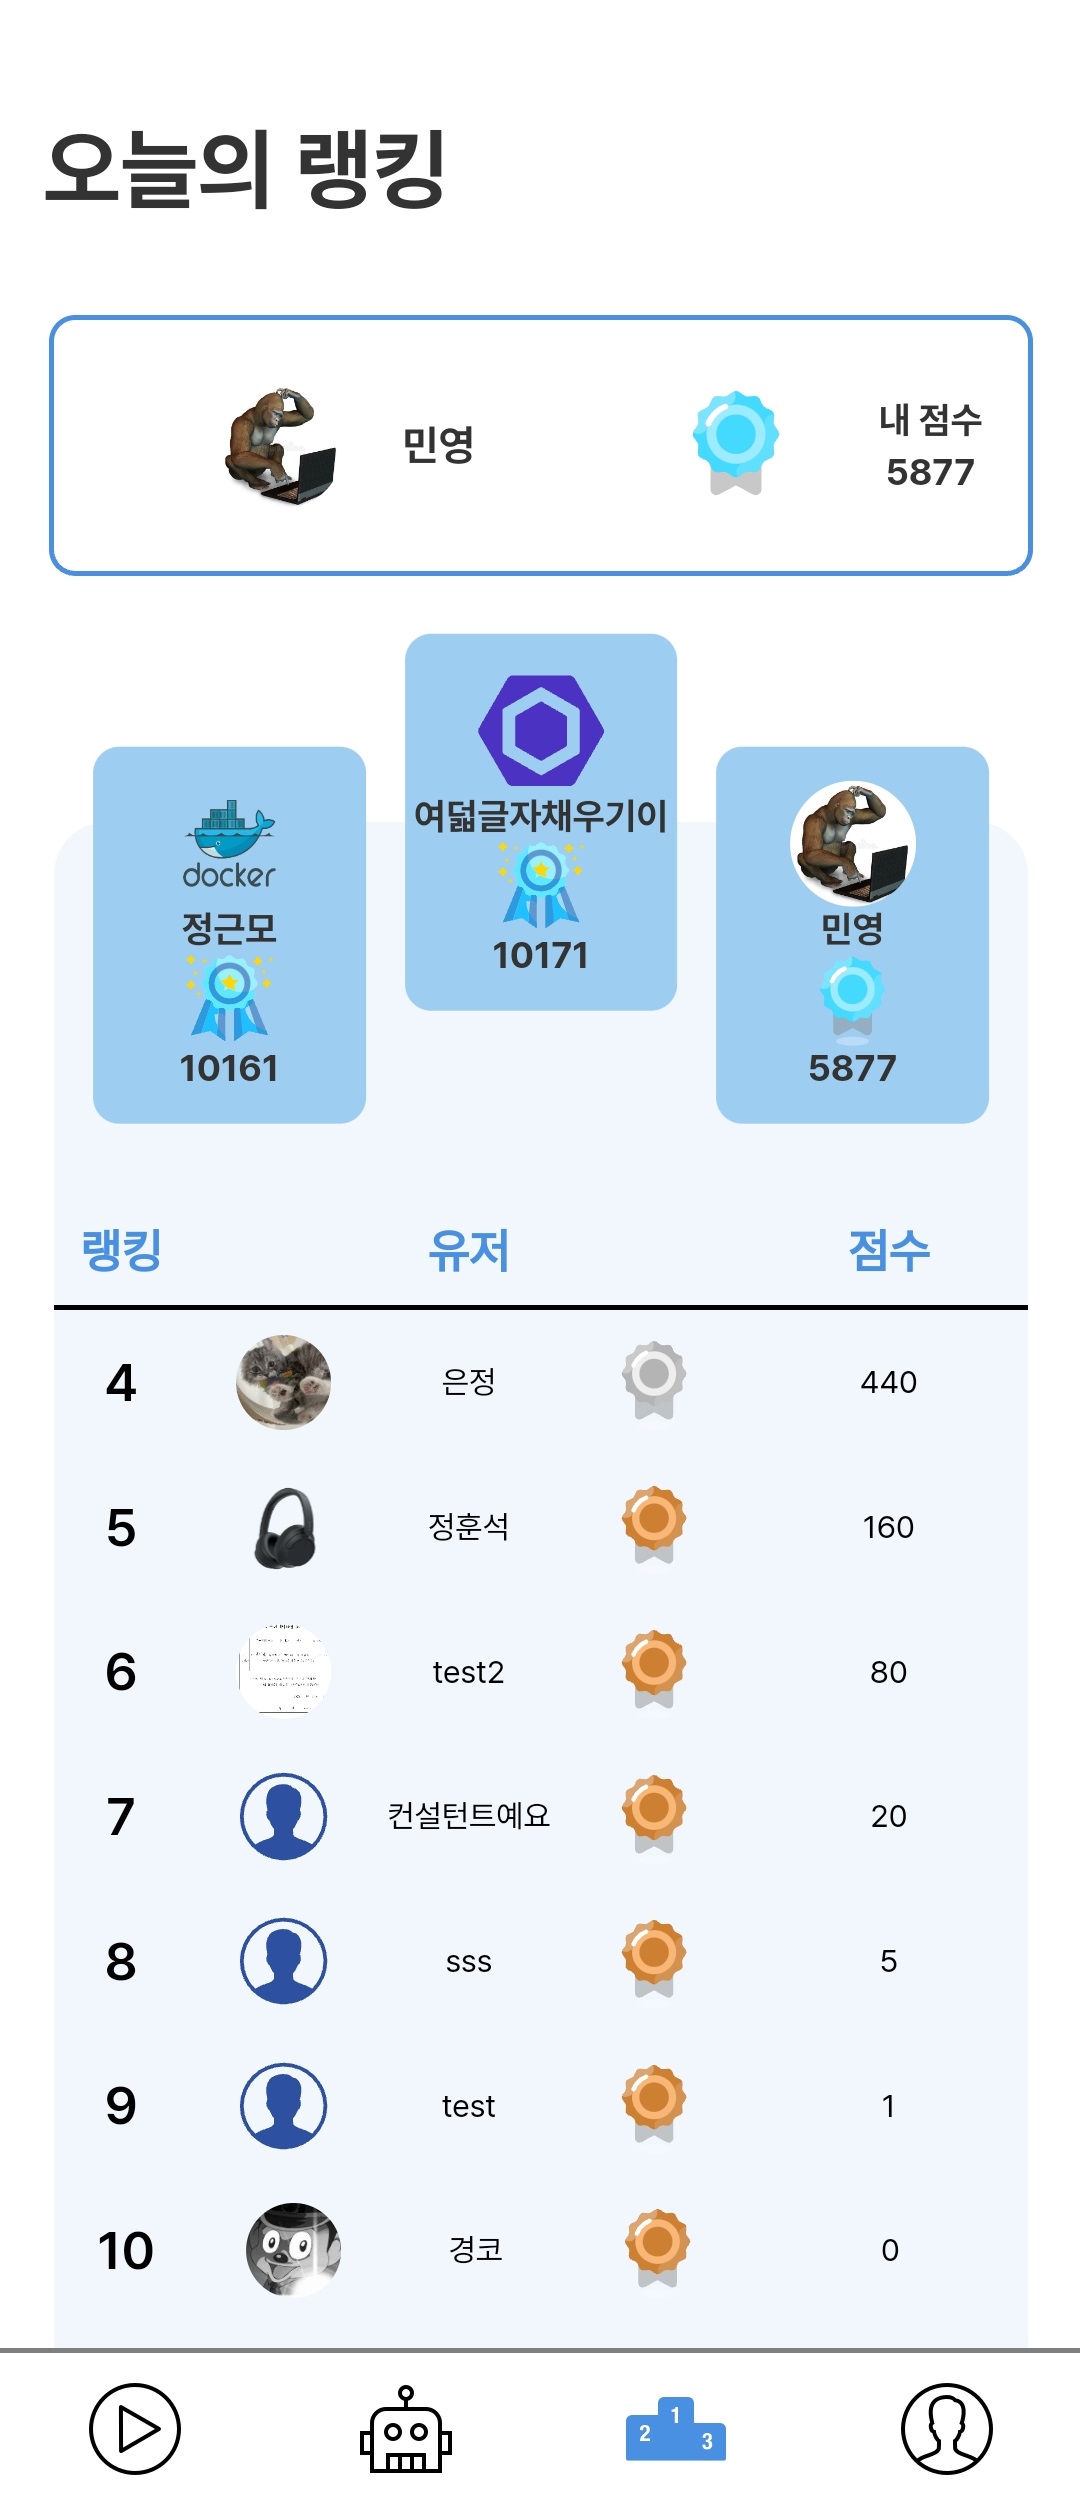 오늘의 랭킹
민영
내 점수
5877
여덟글자채우기이
10171
docker
정근모
10161
민영
5877
랭킹 유저 점수
4 은정 440
5 정훈석 160
6 test2 80
7 컨설턴트예요 20
8 sss 5
9 test 1
10 경코 0
2 1 3